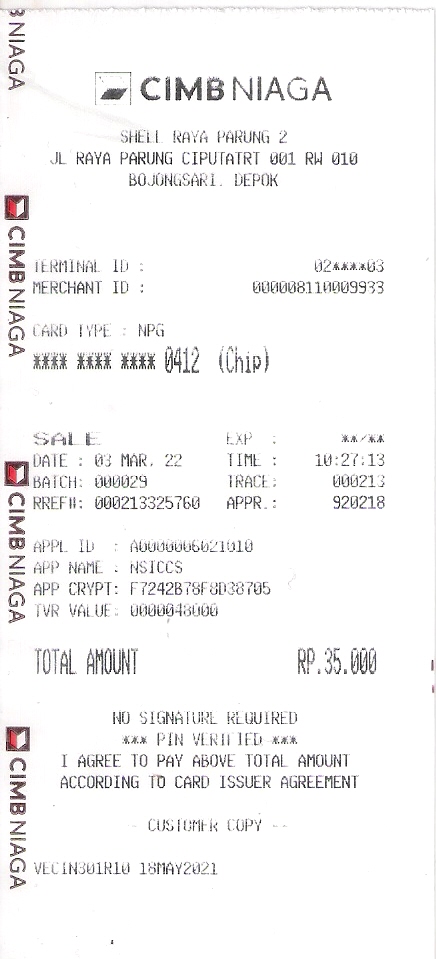 CIMB NIAGA
SHELL RAYA PARUNG 2
JL RAYA PARUNG CIPUTATRT 001 RW 010
BOJONGSARI. DEPOK
TERMINAL ID : 02****03
MERCHANT ID : 000008110009933
CARD TYPE : NPG
**** **** **** 0412 (Chip)
SALE EXP : **/**
DATE : 03 MAR. 22 TIME : 10:27:13
BATCH: 000029 TRACE: 000213
RREF#: 000213325760 APPR.: 920218
APPL ID : A0000006021010
APP NAME : NSICCS
APP CRYPT: F7242B78F8D38705
TVR VALUE: 0000048000
TOTAL AMOUNT RP.35.000
NO SIGNATURE REQUIRED
*** PIN VERIFIED ***
I AGREE TO PAY ABOVE TOTAL AMOUNT
ACCORDING TO CARD ISSUER AGREEMENT
- CUSTOMER COPY --
VECIN301R10 18MAY2021
B NIAGA
CIMB NIAGA
CIMB NIAGA
CIMB NIAGA